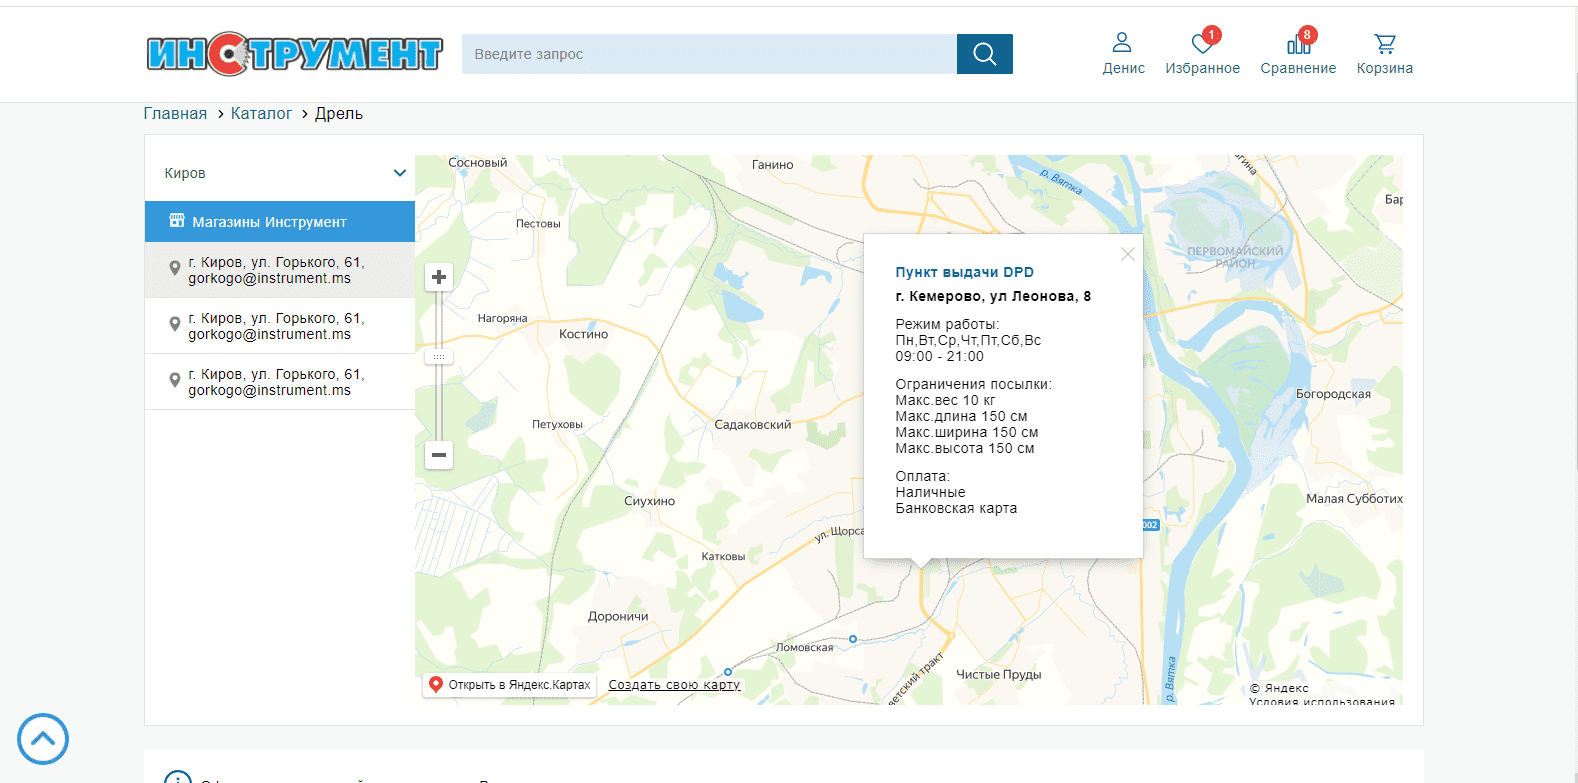 ИНСТРУМЕНТ
Введите запрос
Денис
1
Избранное
8
Сравнение
Корзина
Главная › Каталог › Дрель
Киров
Магазины Инструмент
г. Киров, ул. Горького, 61,
gorkogo@instrument.ms
г. Киров, ул. Горького, 61,
gorkogo@instrument.ms
г. Киров, ул. Горького, 61,
gorkogo@instrument.ms
Сосновый
Ганино
р. Вятка
Пестовы
ПЕРВОМАЙСКИЙ
РАЙОН
Нагоряна
Костино
Петуховы
Садаковский
Богородская
Сиухино
Малая Субботих
ул. Щорса
002
Катковы
Дороничи
Ломовская
Чистые Пруды
р. Вятка
Пункт выдачи DPD
г. Кемерово, ул Леонова, 8
Режим работы:
Пн,Вт,Ср,Чт,Пт,Сб,Вс
09:00 - 21:00
Ограничения посылки:
Макс.вес 10 кг
Макс.длина 150 см
Макс.ширина 150 см
Макс.высота 150 см
Оплата:
Наличные
Банковская карта
Открыть в Яндекс.Картах
Создать свою карту
© Яндекс
Условия использования